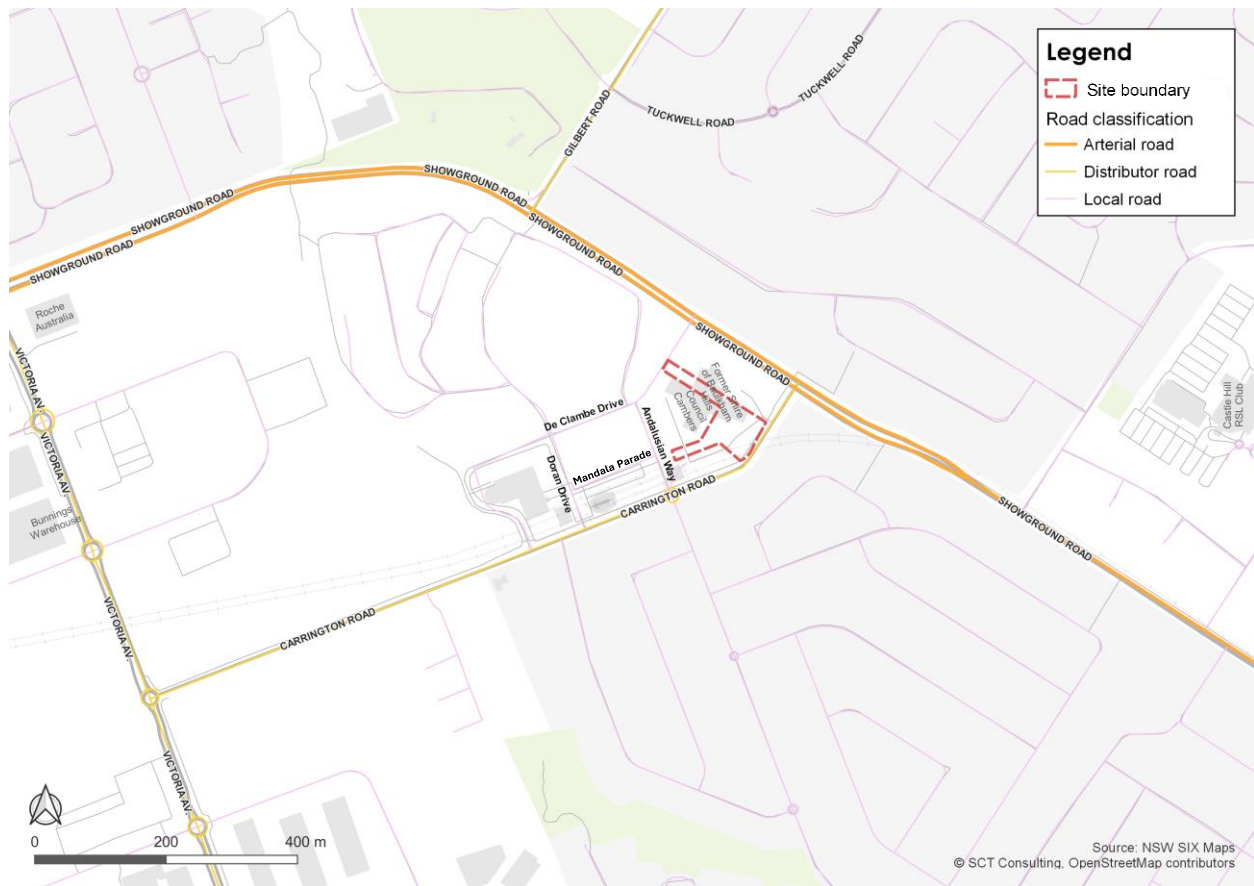 Legend
Site boundary
Road classification
Arterial road
Distributor road
Local road
TUCKWELL ROAD
TUCKWELL ROAD
GILBERT ROAD
SHOWGROUND ROAD
SHOWGROUND ROAD
SHOWGROUND ROAD
SHOWGROUND ROAD
SHOWGROUND ROAD
SHOWGROUND ROAD
SHOWGROUND ROAD
Roche
Australia
VICTORIA AV.
VICTORIA AV.
Bunnings
Warehouse
VICTORIA AV.
VICTORIA AV.
Former Shire
of Baulkham
Hills
Council
Cambers
Castle Hill
RSL Club
De Clambe Drive
Andalusian Way
Doran Drive
Mandala Parade
CARRINGTON ROAD
CARRINGTON ROAD
0 200 400 m
Source: NSW SIX Maps
© SCT Consulting, OpenStreetMap contributors